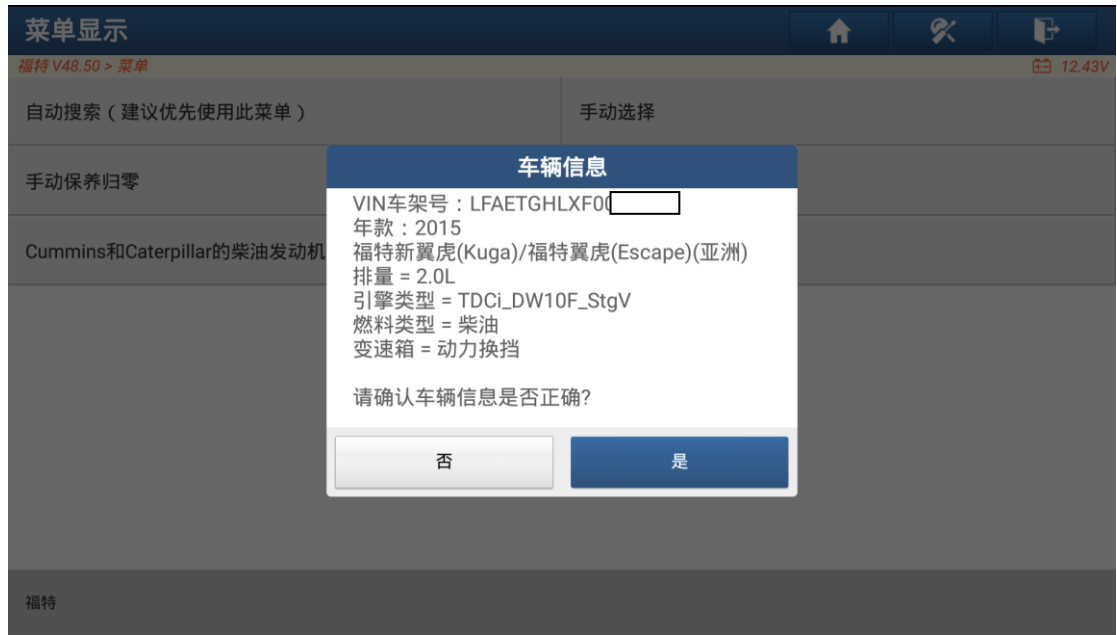 菜单显示
福特 V48.50 > 菜单
12.43V
自动搜索（建议优先使用此菜单）
手动选择
手动保养归零
Cummins和Caterpillar的柴油发动机
车辆信息
VIN车架号：LFAETGHLXF00
年款：2015
福特新翼虎(Kuga)/福特翼虎(Escape)(亚洲)
排量 = 2.0L
引擎类型 = TDCi_DW10F_StgV
燃料类型 = 柴油
变速箱 = 动力换挡
请确认车辆信息是否正确?
否
是
福特